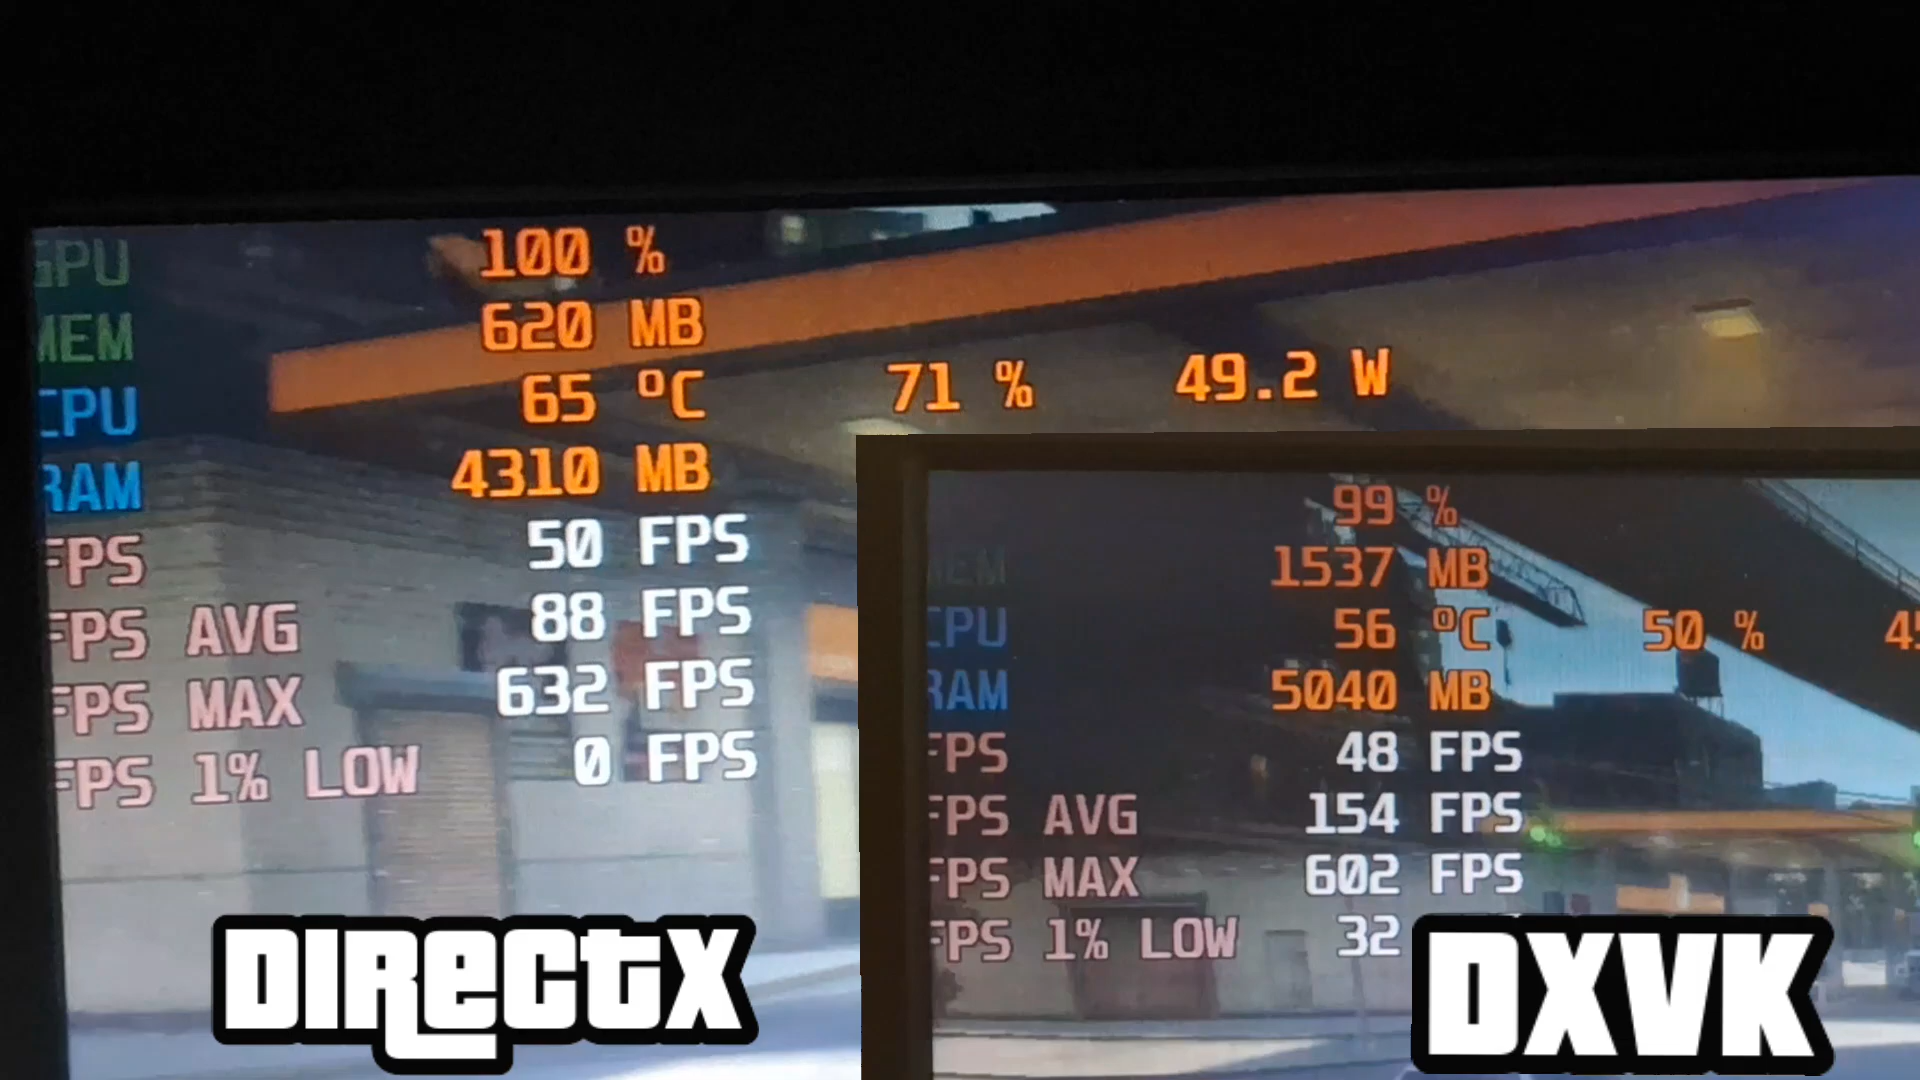 GPU 100 %
MEM 620 MB
CPU 65 °C 71 % 49.2 W
RAM 4310 MB
FPS 50 FPS
FPS AVG 88 FPS
FPS MAX 632 FPS
FPS 1% LOW 0 FPS
DIRECTX
99 %
MEM 1537 MB
CPU 56 °C 50 % 45
RAM 5040 MB
FPS 48 FPS
FPS AVG 154 FPS
FPS MAX 602 FPS
FPS 1% LOW 32
DXVK